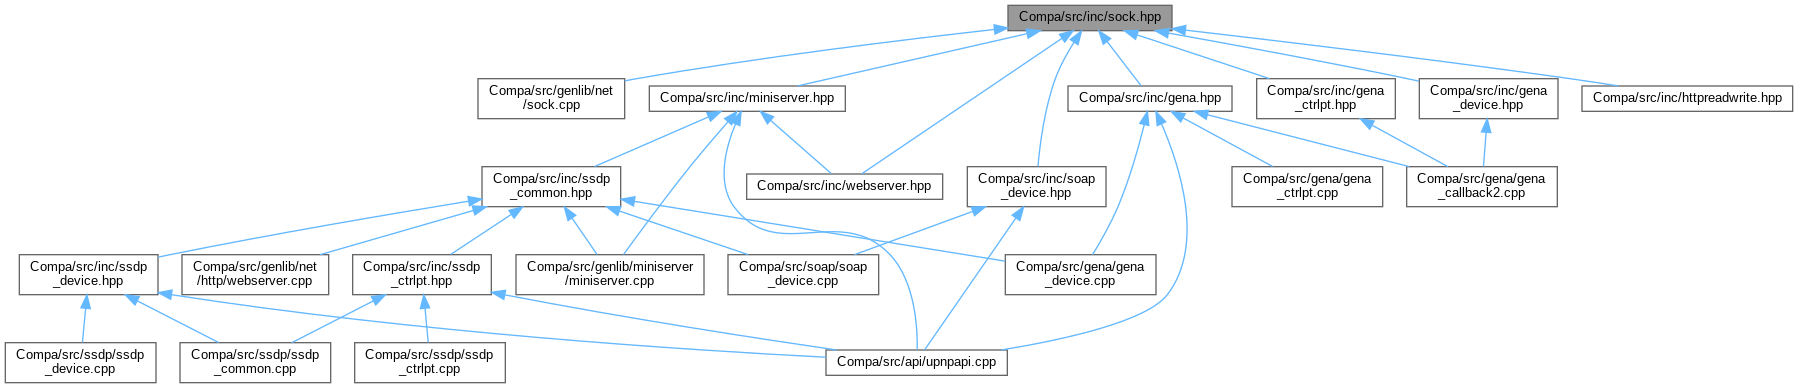 Compa/src/inc/sock.hpp
Compa/src/genlib/net
/sock.cpp
Compa/src/inc/miniserver.hpp
Compa/src/inc/gena.hpp
Compa/src/inc/gena
_ctrlpt.hpp
Compa/src/inc/gena
_device.hpp
Compa/src/inc/httpreadwrite.hpp
Compa/src/inc/ssdp
_common.hpp
Compa/src/inc/webserver.hpp
Compa/src/inc/soap
_device.hpp
Compa/src/gena/gena
_ctrlpt.cpp
Compa/src/gena/gena
_callback2.cpp
Compa/src/inc/ssdp
_device.hpp
Compa/src/genlib/net
/http/webserver.cpp
Compa/src/inc/ssdp
_ctrlpt.hpp
Compa/src/genlib/miniserver
/miniserver.cpp
Compa/src/soap/soap
_device.cpp
Compa/src/gena/gena
_device.cpp
Compa/src/ssdp/ssdp
_device.cpp
Compa/src/ssdp/ssdp
_common.cpp
Compa/src/ssdp/ssdp
_ctrlpt.cpp
Compa/src/api/upnpapi.cpp